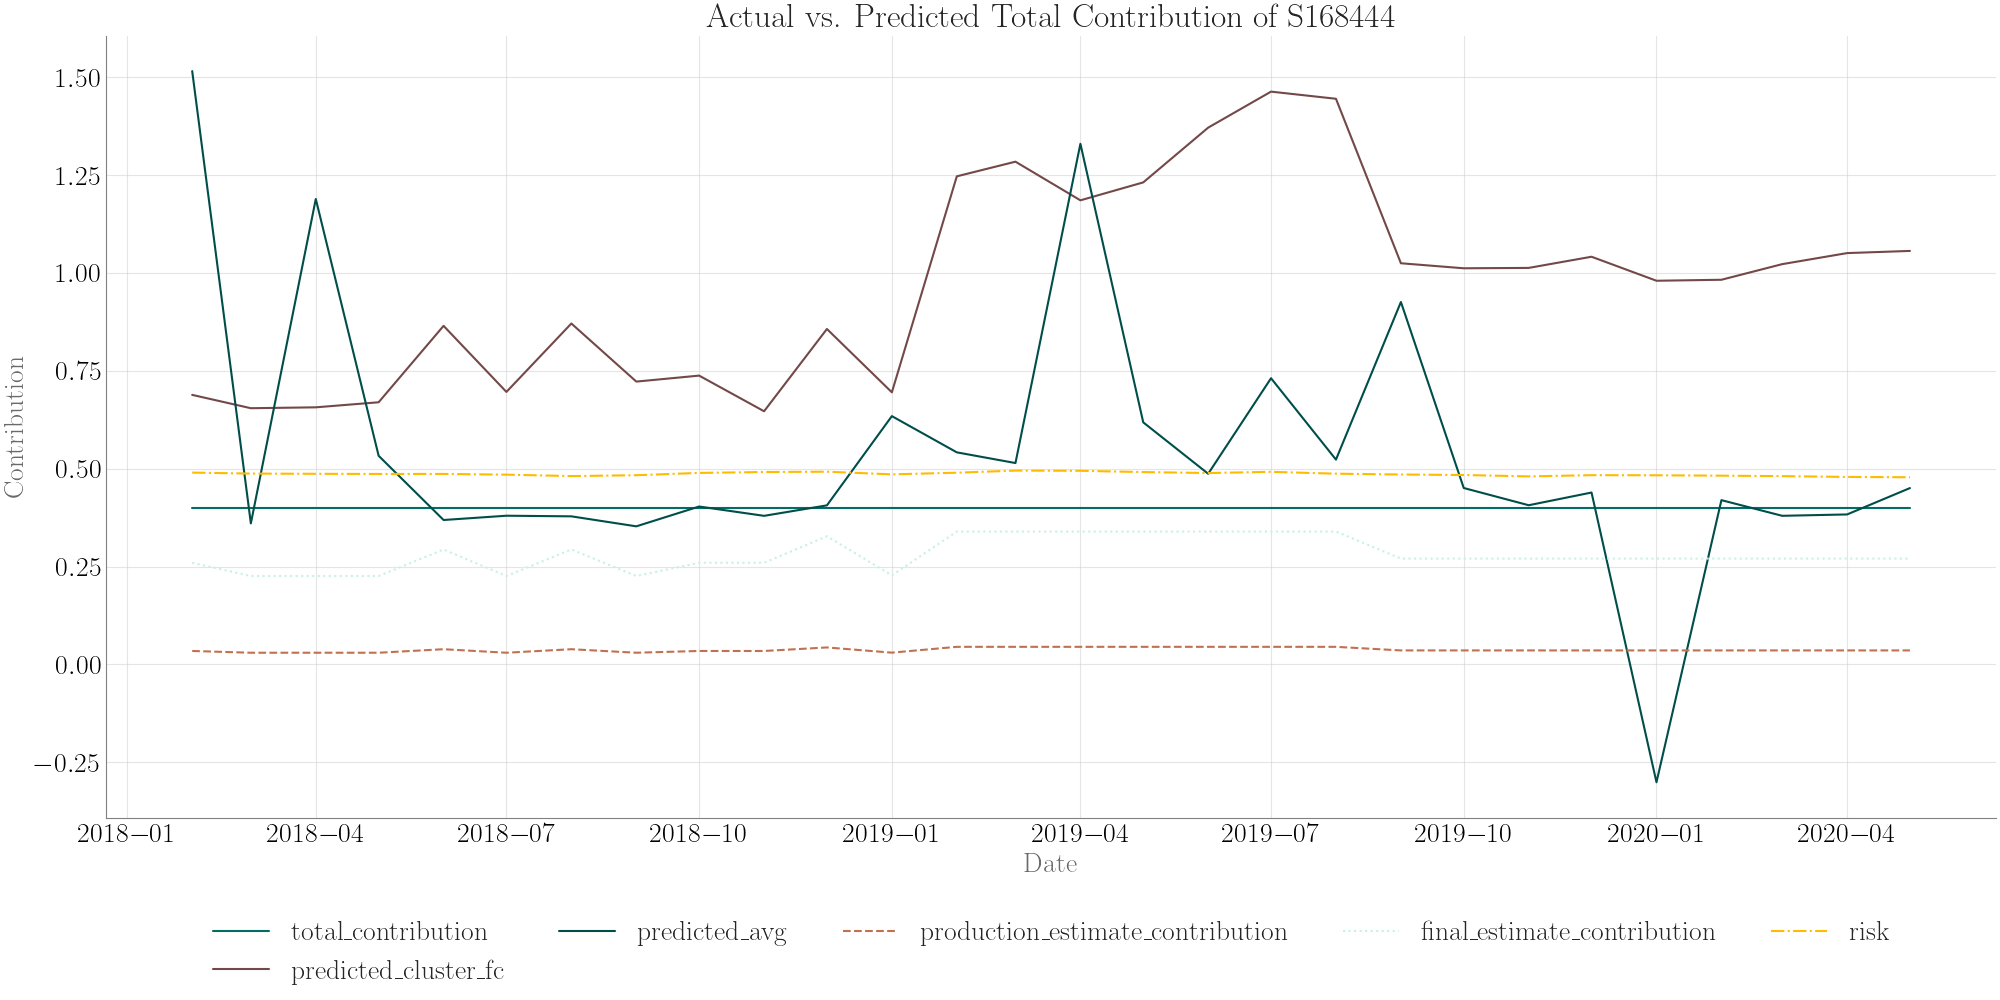 Actual vs. Predicted Total Contribution of S168444
1.50
1.25
1.00
0.75
0.50
0.25
0.00
−0.25
Contribution
2018−01 2018−04 2018−07 2018−10 2019−01 2019−04 2019−07 2019−10 2020−01 2020−04
Date
total_contribution predicted_avg production_estimate_contribution final_estimate_contribution risk
predicted_cluster_fc